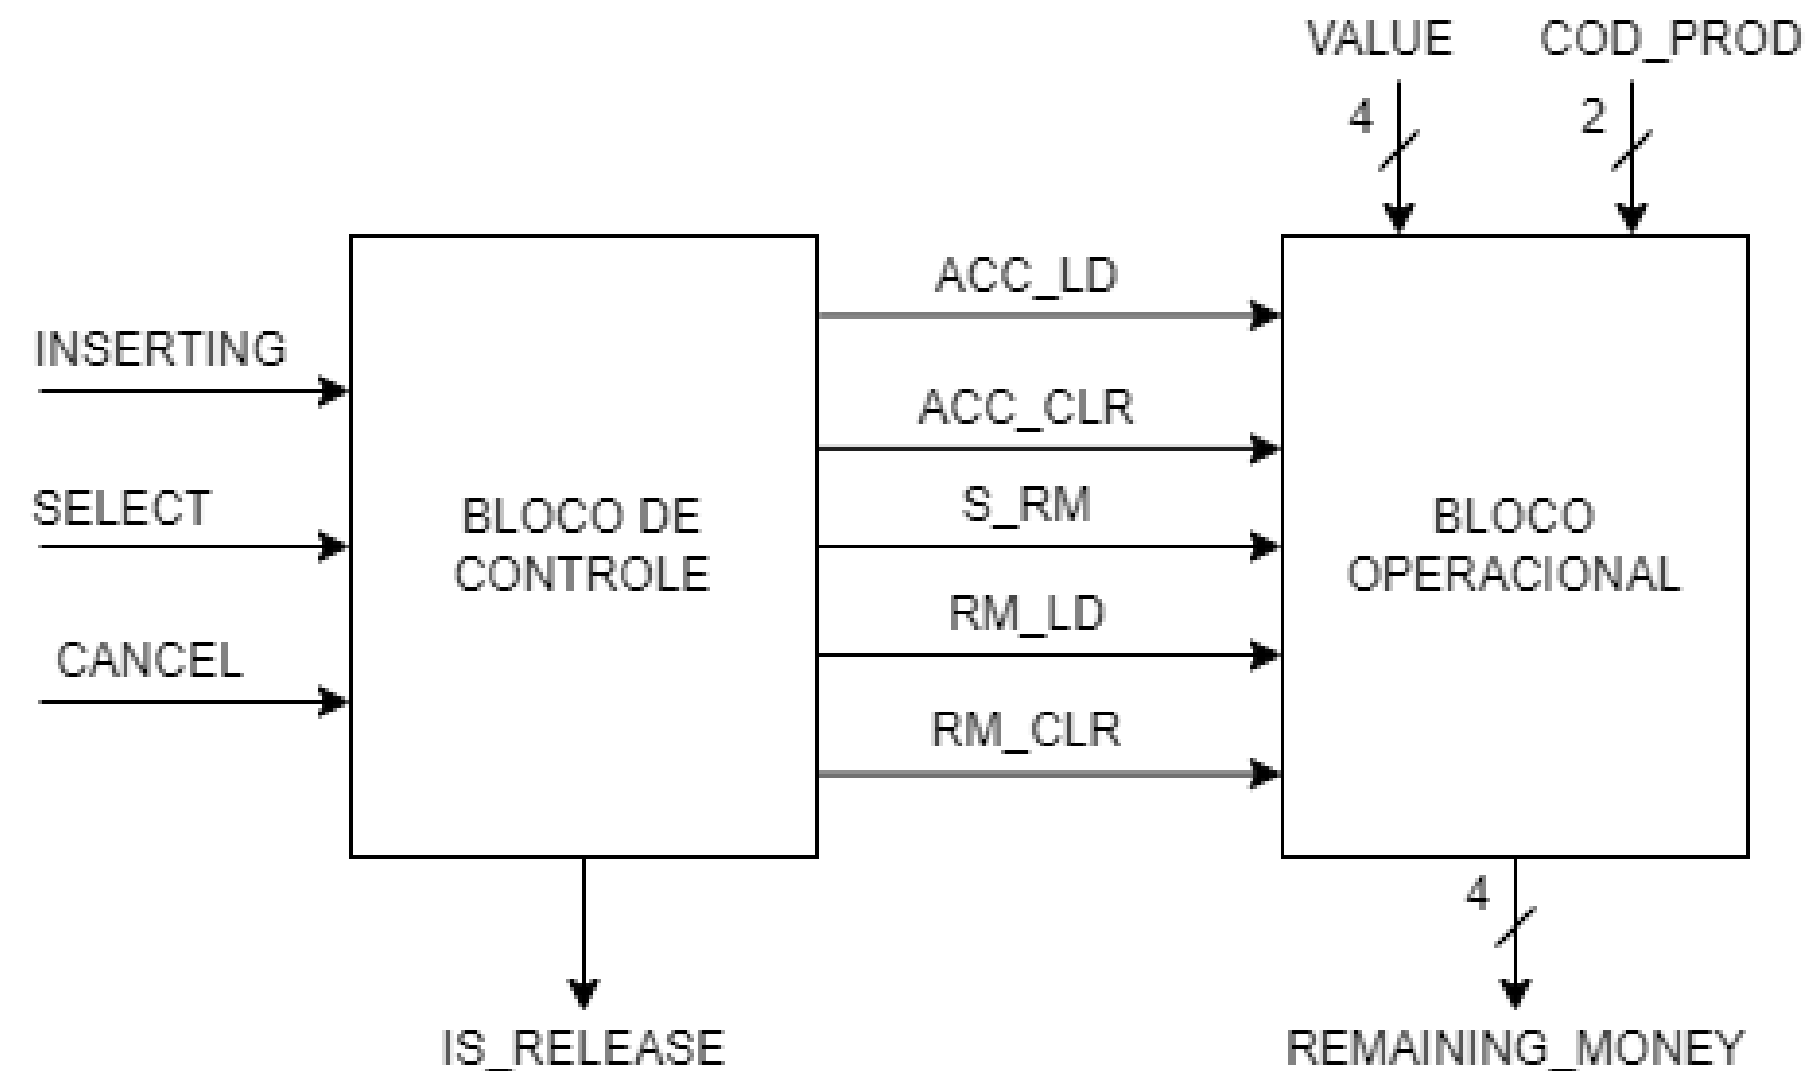 VALUE COD_PROD
4 2
ACC_LD
INSERTING
ACC_CLR
SELECT
BLOCO DE
CONTROLE
S_RM
BLOCO
OPERACIONAL
RM_LD
CANCEL
RM_CLR
4
IS_RELEASE
REMAINING_MONEY